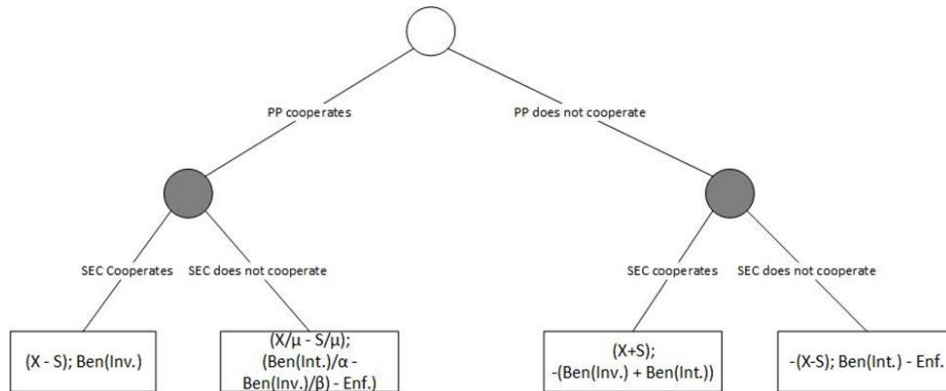 PP cooperates
PP does not cooperate
SEC Cooperates
SEC does not cooperate
SEC cooperates
SEC does not cooperate
(X - S); Ben(Inv.)
(X/μ - S/μ);
(Ben(Int.)/α -
Ben(Inv.)/β) - Enf.)
(X+S);
-(Ben(Inv.) + Ben(Int.))
-(X-S); Ben(Int.) - Enf.